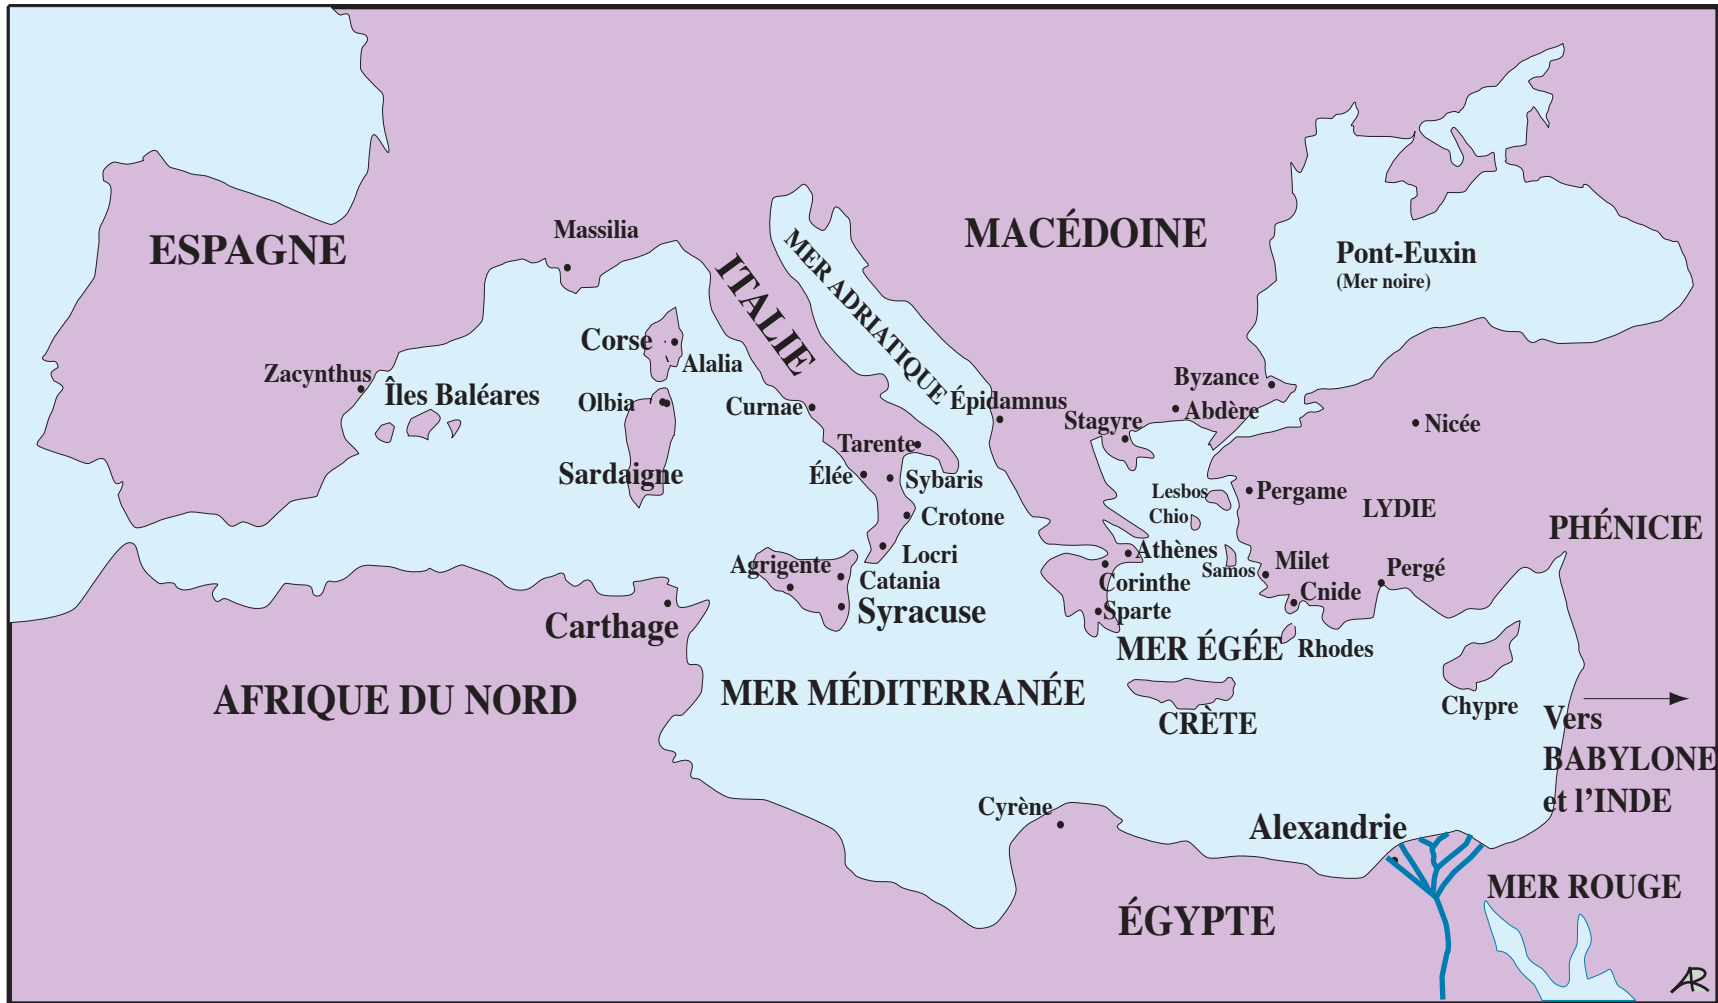 Massilia
ESPAGNE
MACÉDOINE
Pont-Euxin
(Mer noire)
ITALIE
MER ADRIATIQUE
Corse
Alalia
Zacynthus
Îles Baléares
Olbia
Curnae
Épidamnus
Byzance
Abdère
Stagyre
Nicée
Tarente
Sardaigne
Élée
Sybaris
Lesbos
Pergame
LYDIE
Chio
Crotone
PHÉNICIE
Locri
Athènes
Agrigente
Catania
Samos
Milet
Pergé
Corinthe
Cnide
Syracuse
Sparte
Carthage
MER ÉGÉE
Rhodes
AFRIQUE DU NORD
MER MÉDITERRANÉE
CRÈTE
Chypre
Vers
BABYLONE
et l’INDE
Cyrène
Alexandrie
MER ROUGE
ÉGYPTE
AR